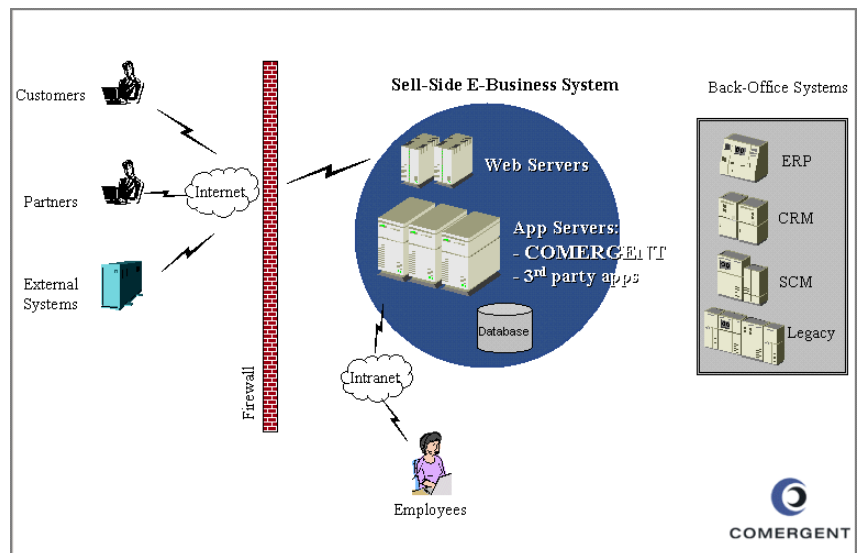 Sell-Side E-Business System
Back-Office Systems
Customers
Partners
External
Systems
Internet
Firewall
Web Servers
App Servers:
- COMERGENT
- 3rd party apps
Database
Intranet
Employees
ERP
CRM
SCM
Legacy
COMERGENT